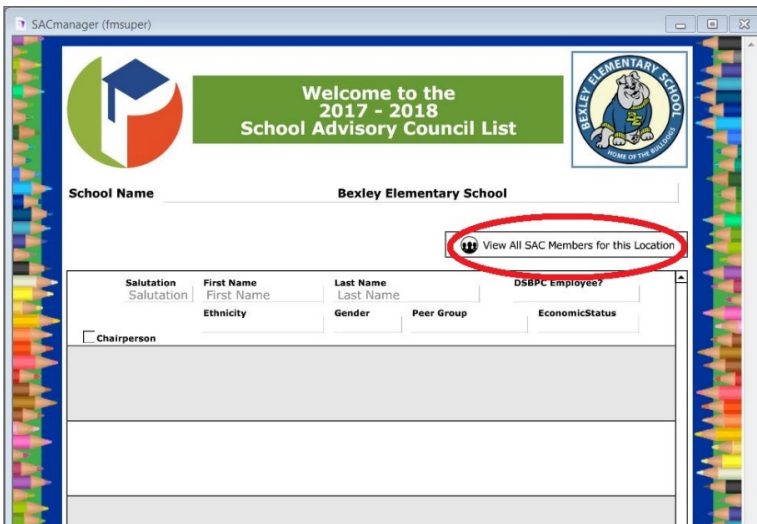 SACmanager (fmsuper)
Welcome to the
2017 - 2018
School Advisory Council List
BEXLEY ELEMENTARY SCHOOL
BE
HOME OF THE BULLDOGS
School Name Bexley Elementary School
View All SAC Members for this Location
Salutation First Name Last Name DSBPC Employee?
Salutation First Name Last Name
Ethnicity Gender Peer Group EconomicStatus
Chairperson